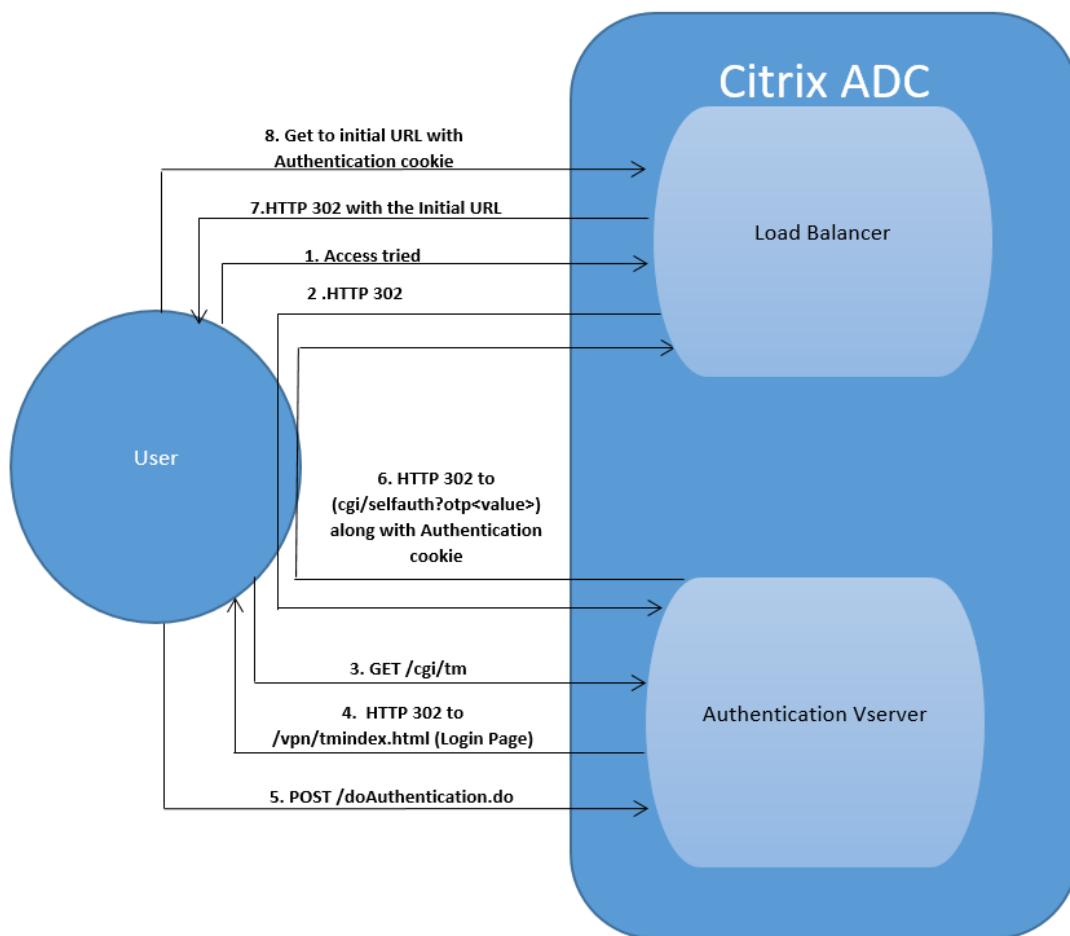 Citrix ADC
8. Get to initial URL with
Authentication cookie
7.HTTP 302 with the Initial URL
Load Balancer
1. Access tried
2 .HTTP 302
User
6. HTTP 302 to
(cgi/selfauth?otp<value>)
along with Authentication
cookie
3. GET /cgi/tm
4. HTTP 302 to
/vpn/tmindex.html (Login Page)
Authentication Vserver
5. POST /doAuthentication.do